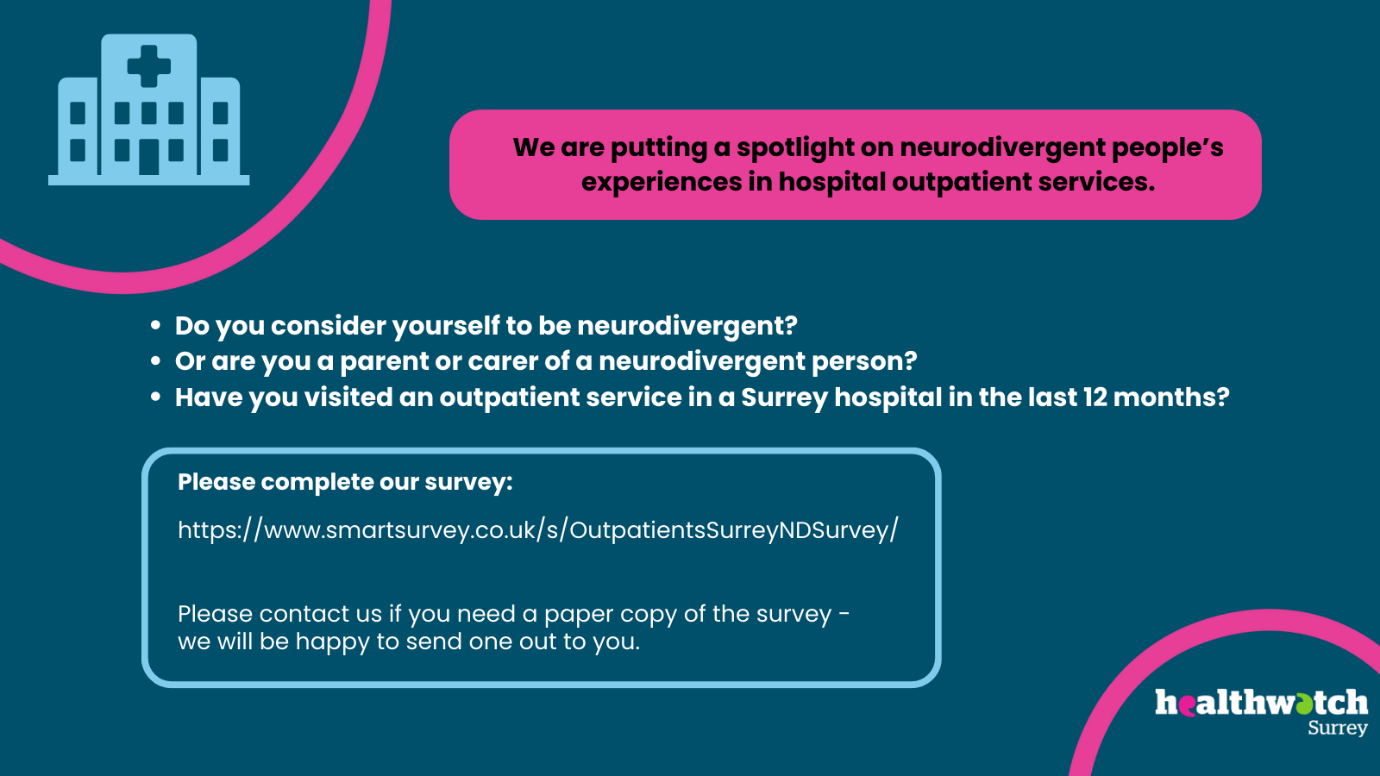 We are putting a spotlight on neurodivergent people’s
experiences in hospital outpatient services.
• Do you consider yourself to be neurodivergent?
• Or are you a parent or carer of a neurodivergent person?
• Have you visited an outpatient service in a Surrey hospital in the last 12 months?
Please complete our survey:
https://www.smartsurvey.co.uk/s/OutpatientsSurreyNDSurvey/
Please contact us if you need a paper copy of the survey -
we will be happy to send one out to you.
healthwatch
Surrey